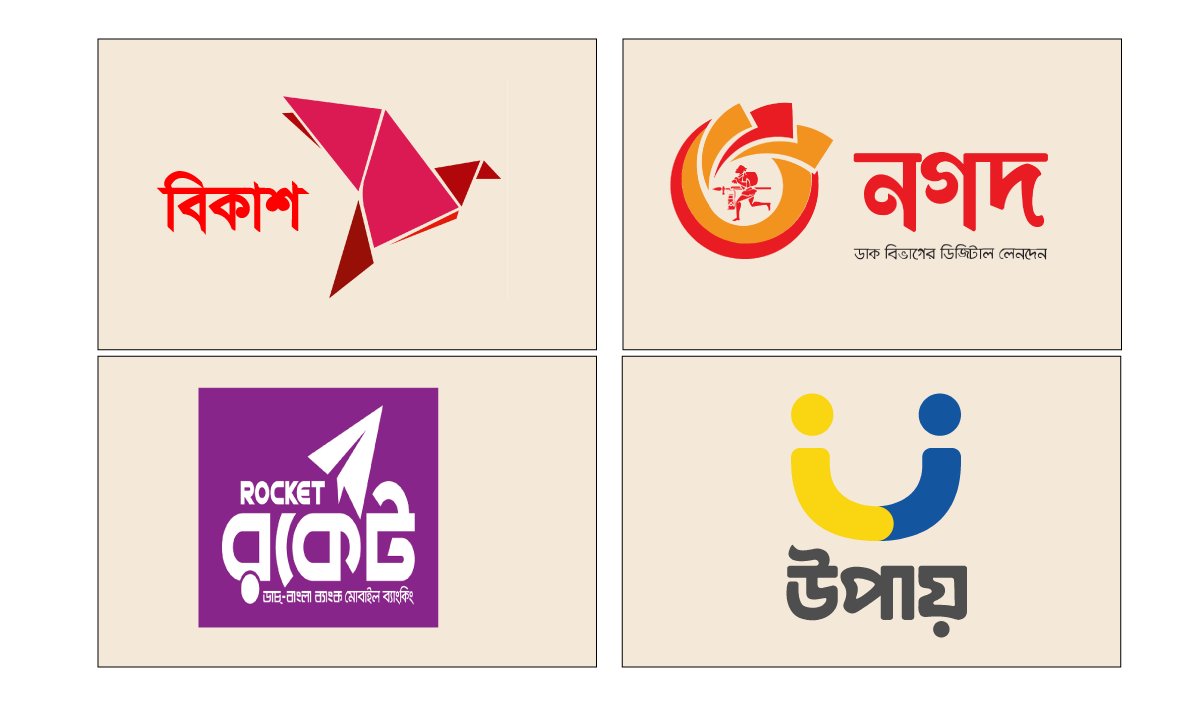 বিকাশ
নগদ
ডাক বিভাগের ডিজিটাল লেনদেন
ROCKET
রকেট
ডাচ্-বাংলা ব্যাংক মোবাইল ব্যাংকিং
উপায়